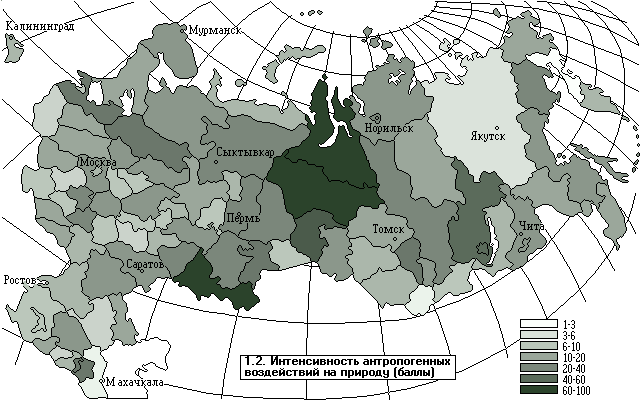 Калининград
Мурманск
Норильск
Якутск
Москва
Сыктывкар
Пермь
Томск
Чита
Саратов
Ростов
Махачкала
1.2. Интенсивность антропогенных
воздействий на природу (баллы)
1-3
3-6
6-10
10-20
20-40
40-60
60-100